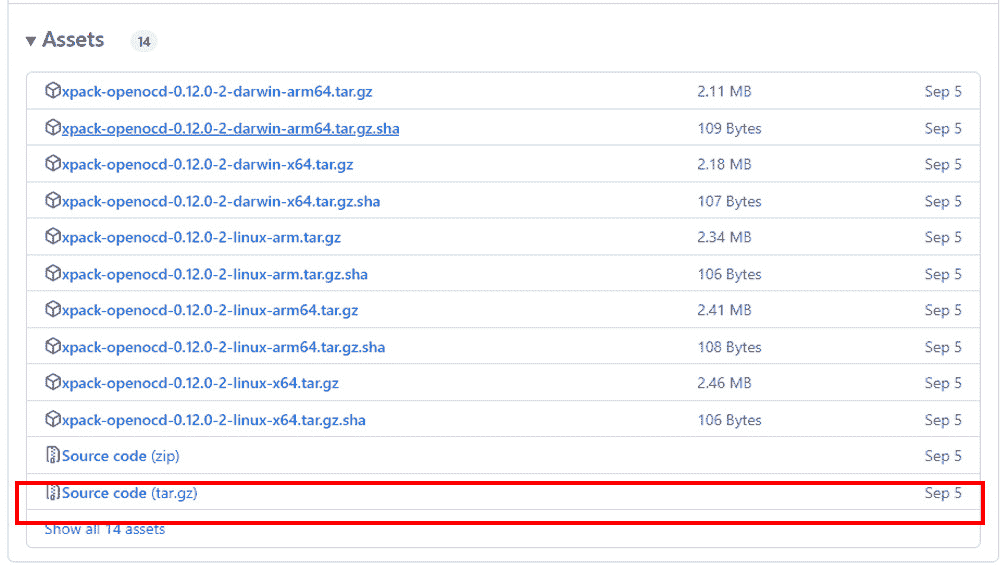 Assets 14
xpack-openocd-0.12.0-2-darwin-arm64.tar.gz 2.11 MB Sep 5
xpack-openocd-0.12.0-2-darwin-arm64.tar.gz.sha 109 Bytes Sep 5
xpack-openocd-0.12.0-2-darwin-x64.tar.gz 2.18 MB Sep 5
xpack-openocd-0.12.0-2-darwin-x64.tar.gz.sha 107 Bytes Sep 5
xpack-openocd-0.12.0-2-linux-arm.tar.gz 2.34 MB Sep 5
xpack-openocd-0.12.0-2-linux-arm.tar.gz.sha 106 Bytes Sep 5
xpack-openocd-0.12.0-2-linux-arm64.tar.gz 2.41 MB Sep 5
xpack-openocd-0.12.0-2-linux-arm64.tar.gz.sha 108 Bytes Sep 5
xpack-openocd-0.12.0-2-linux-x64.tar.gz 2.46 MB Sep 5
xpack-openocd-0.12.0-2-linux-x64.tar.gz.sha 106 Bytes Sep 5
Source code (zip) Sep 5
Source code (tar.gz) Sep 5
Show all 14 assets